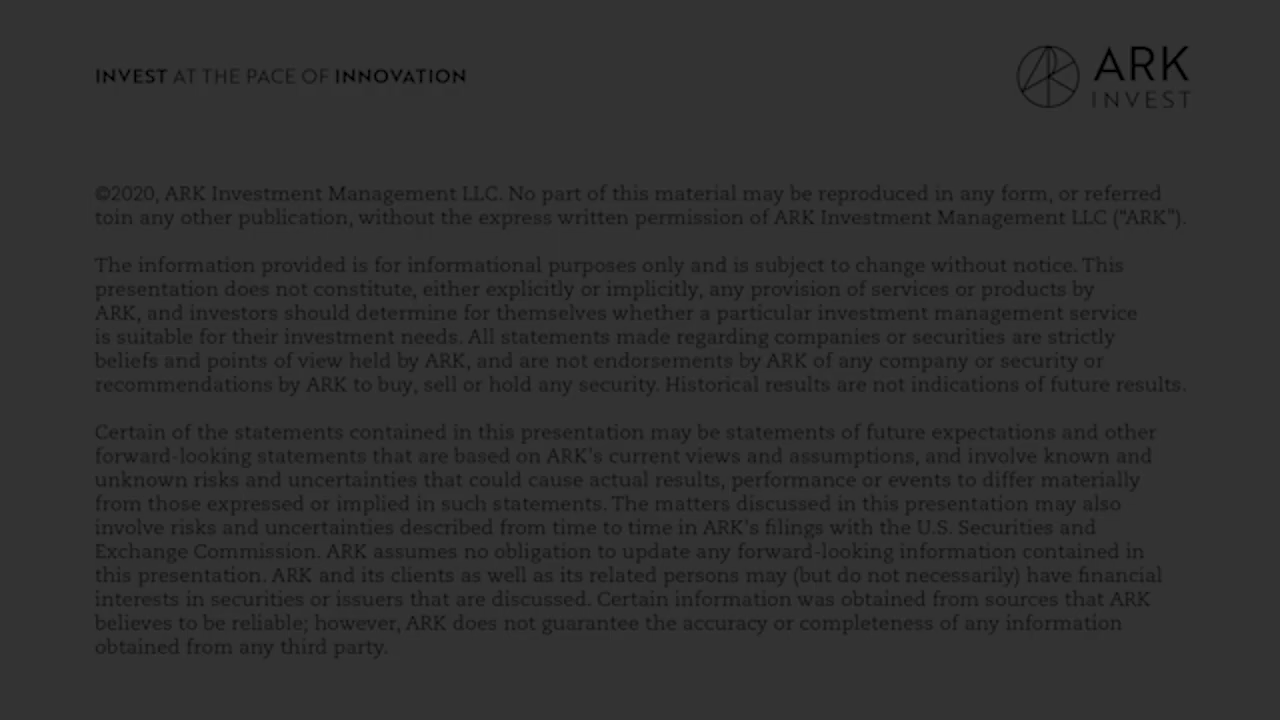 INVEST AT THE PACE OF INNOVATION
ARK
INVEST
©2020, ARK Investment Management LLC. No part of this material may be reproduced in any form, or referred
toin any other publication, without the express written permission of ARK Investment Management LLC (“ARK”).
The information provided is for informational purposes only and is subject to change without notice. This
presentation does not constitute, either explicitly or implicitly, any provision of services or products by
ARK, and investors should determine for themselves whether a particular investment management service
is suitable for their investment needs. All statements made regarding companies or securities are strictly
beliefs and points of view held by ARK, and are not endorsements by ARK of any company or security or
recommendations by ARK to buy, sell or hold any security. Historical results are not indications of future results.
Certain of the statements contained in this presentation may be statements of future expectations and other
forward-looking statements that are based on ARK's current views and assumptions, and involve known and
unknown risks and uncertainties that could cause actual results, performance or events to differ materially
from those expressed or implied in such statements. The matters discussed in this presentation may also
involve risks and uncertainties described from time to time in ARK's filings with the U.S. Securities and
Exchange Commission. ARK assumes no obligation to update any forward-looking information contained in
this presentation. ARK and its clients as well as its related persons may (but do not necessarily) have financial
interests in securities or issuers that are discussed. Certain information was obtained from sources that ARK
believes to be reliable; however, ARK does not guarantee the accuracy or completeness of any information
obtained from any third party.